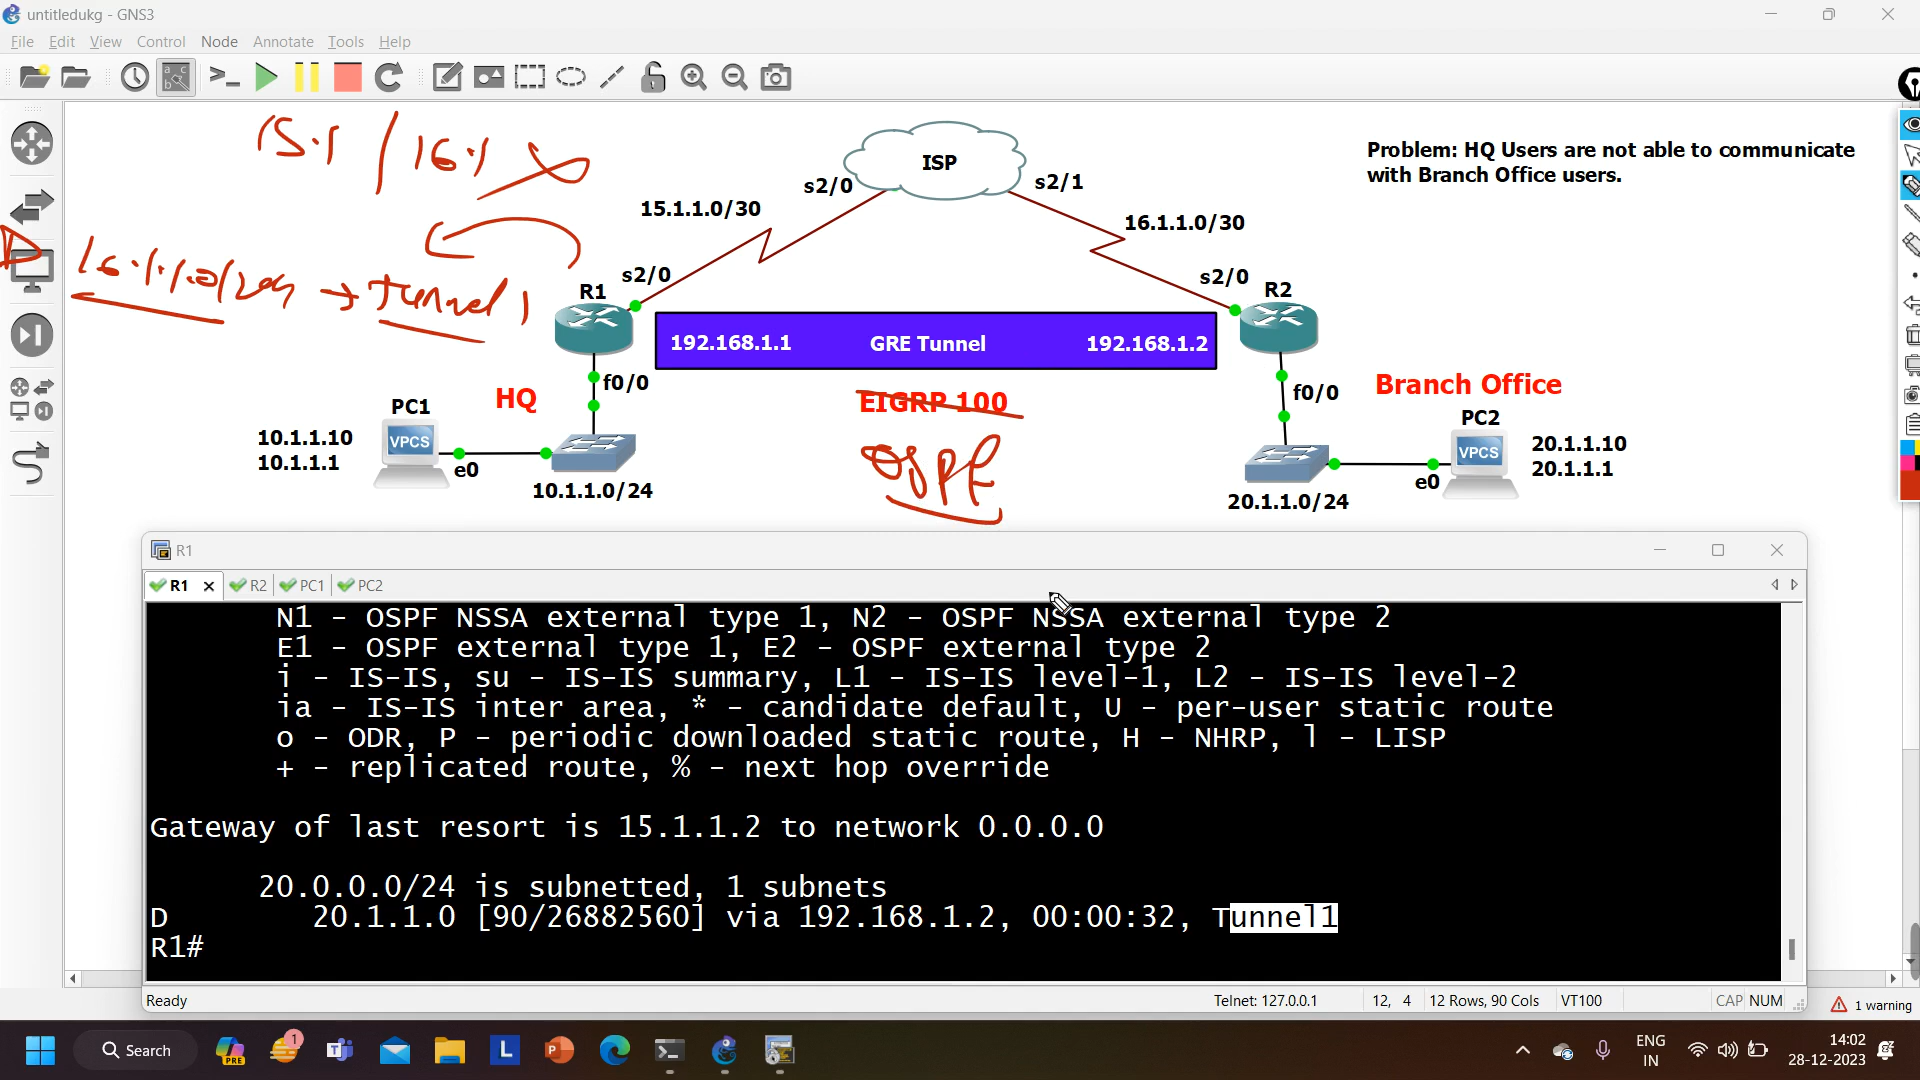 untitledukg - GNS3
File Edit View Control Node Annotate Tools Help
15.1 / 16.1
ISP
s2/0
s2/1
15.1.1.0/30
16.1.1.0/30
Problem: HQ Users are not able to communicate
with Branch Office users.
→ Tunnel 1
s2/0
s2/0
R1
R2
192.168.1.1 GRE Tunnel 192.168.1.2
f0/0
f0/0
HQ
EIGRP 100
OSPF
Branch Office
PC1
PC2
10.1.1.10
10.1.1.1
VPCS
e0
10.1.1.0/24
20.1.1.10
20.1.1.1
VPCS
e0
20.1.1.0/24
R1
R1 R2 PC1 PC2
N1 - OSPF NSSA external type 1, N2 - OSPF NSSA external type 2
E1 - OSPF external type 1, E2 - OSPF external type 2
i - IS-IS, su - IS-IS summary, L1 - IS-IS level-1, L2 - IS-IS level-2
ia - IS-IS inter area, * - candidate default, U - per-user static route
o - ODR, P - periodic downloaded static route, H - NHRP, l - LISP
+ - replicated route, % - next hop override
Gateway of last resort is 15.1.1.2 to network 0.0.0.0
20.0.0.0/24 is subnetted, 1 subnets
D 20.1.1.0 [90/26882560] via 192.168.1.2, 00:00:32, Tunnel1
R1#
Ready Telnet: 127.0.0.1 12, 4 12 Rows, 90 Cols VT100 CAP NUM
1 warning
Search
PRE
1
L
ENG
IN
14:02
28-12-2023